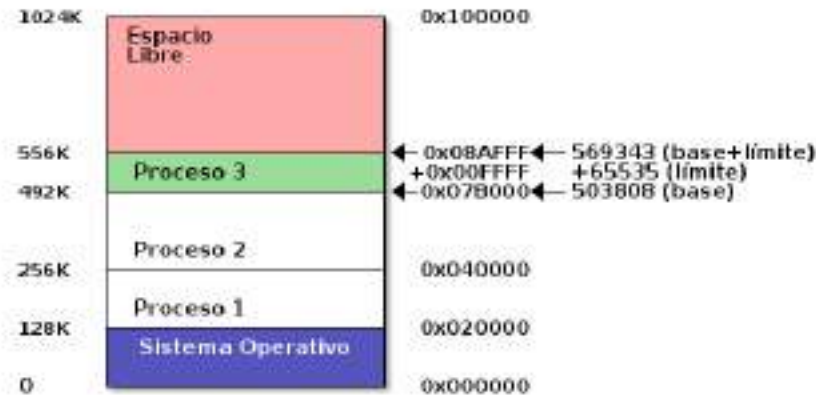 1024K Espacio Libre 0x100000
556K 0x08AFFF 569343 (base+límite)
Proceso 3 +0x00FFFF +65535 (límite)
492K 0x07B000 503808 (base)
Proceso 2
256K 0x040000
Proceso 1
128K 0x020000
Sistema Operativo
0 0x000000